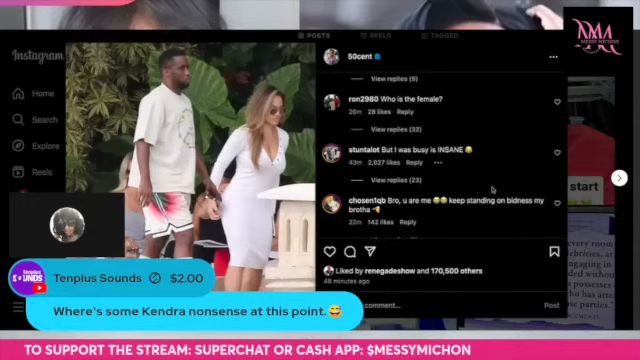 POSTS REELS TAGGED
Instagram
50cent
View replies (9)
Home
ron2980 Who is the female?
26m 28 likes Reply
Search
View replies (32)
Explore
stuntalot But I was busy is INSANE 😂
43m 2,027 likes Reply
Reels
View replies (23)
start
chosen1qb Bro, u are me 😂😂 keep standing on bidness my
brotha
22m 142 likes Reply
Tenplus Sounds $2.00
Liked by renegadeshow and 170,500 others
48 minutes ago
Where's some Kendra nonsense at this point.😅
comment... Post
TO SUPPORT THE STREAM: SUPERCHAT OR CASH APP: $MESSYMICHON